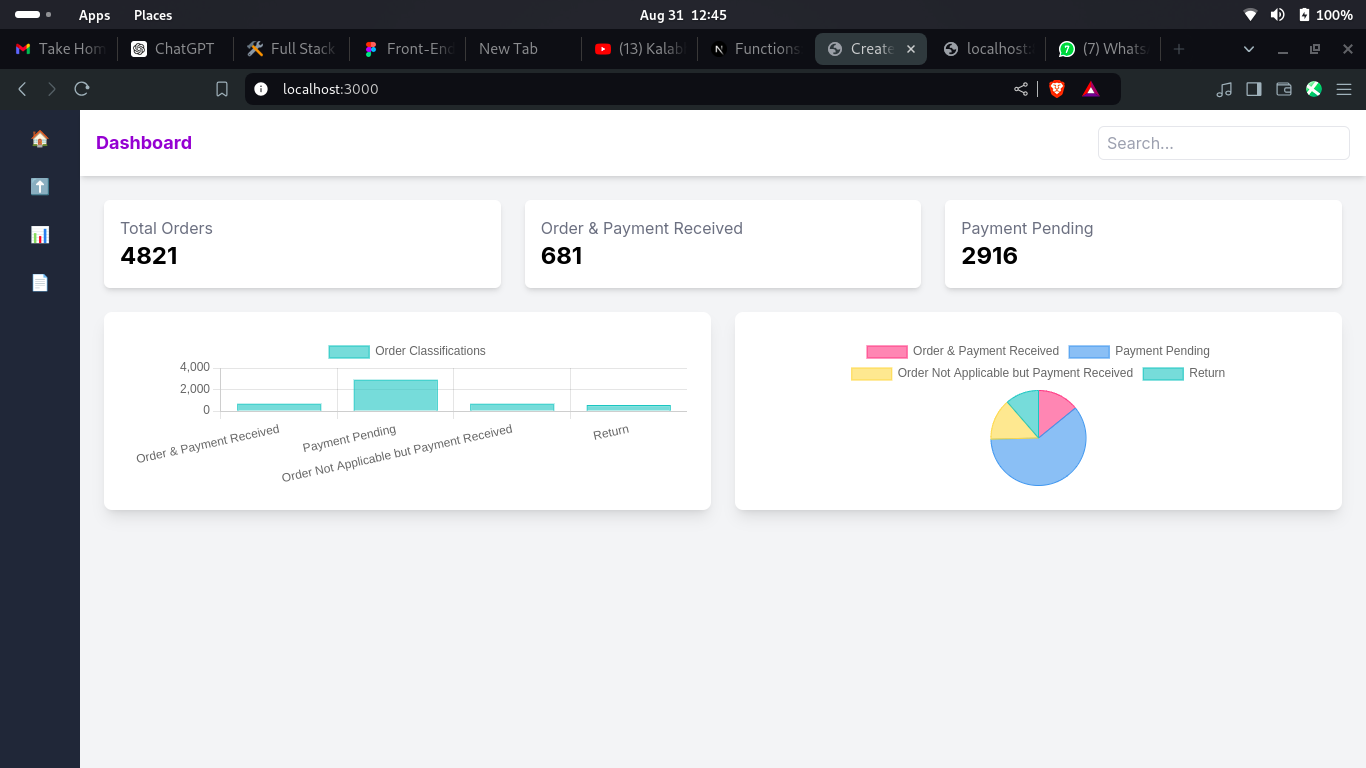 Apps Places Aug 31 12:45 100%
Take Hom ChatGPT Full Stack Front-End New Tab (13) Kalab Functions Create localhost: (7) Whats
localhost:3000
Dashboard Search...
Total Orders Order & Payment Received Payment Pending
4821 681 2916
Order Classifications
4,000
2,000
0
Order & Payment Received Payment Pending Order Not Applicable but Payment Received Return
Order & Payment Received Payment Pending
Order Not Applicable but Payment Received Return